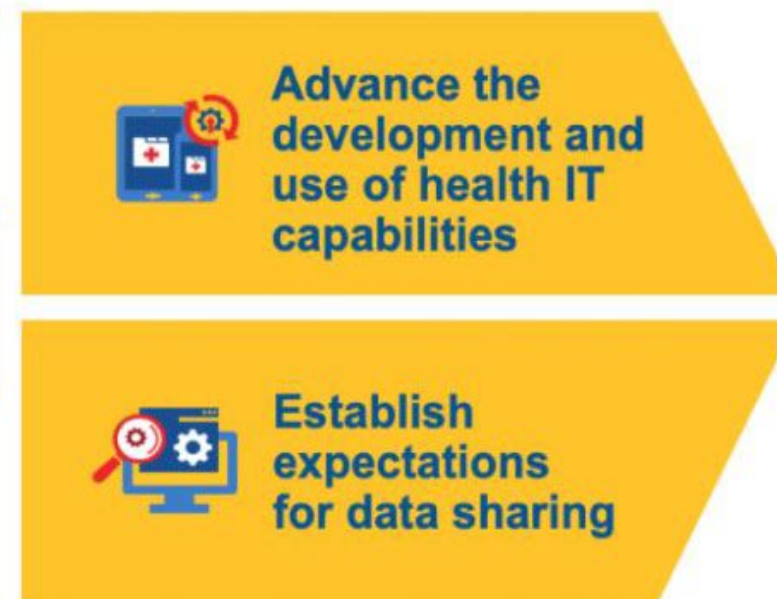 Advance the
development and
use of health IT
capabilities
Establish
expectations
for data sharing